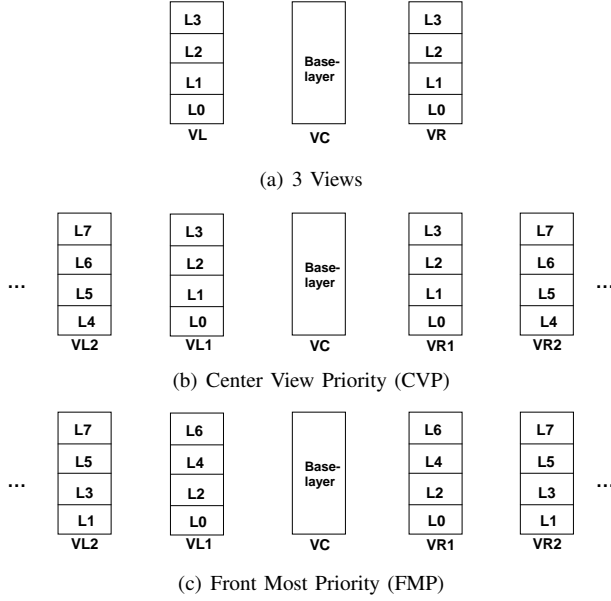 L3 L3
L2 Base- L2
L1 layer L1
L0 L0
VL VC VR
(a) 3 Views
L7 L3 L3 L7
L6 L2 Base- L2 L6
... L5 L1 layer L1 L5 ...
L4 L0 L0 L4
VL2 VL1 VC VR1 VR2
(b) Center View Priority (CVP)
L7 L6 L6 L7
L5 L4 Base- L4 L5
... L3 L2 layer L2 L3 ...
L1 L0 L0 L1
VL2 VL1 VC VR1 VR2
(c) Front Most Priority (FMP)